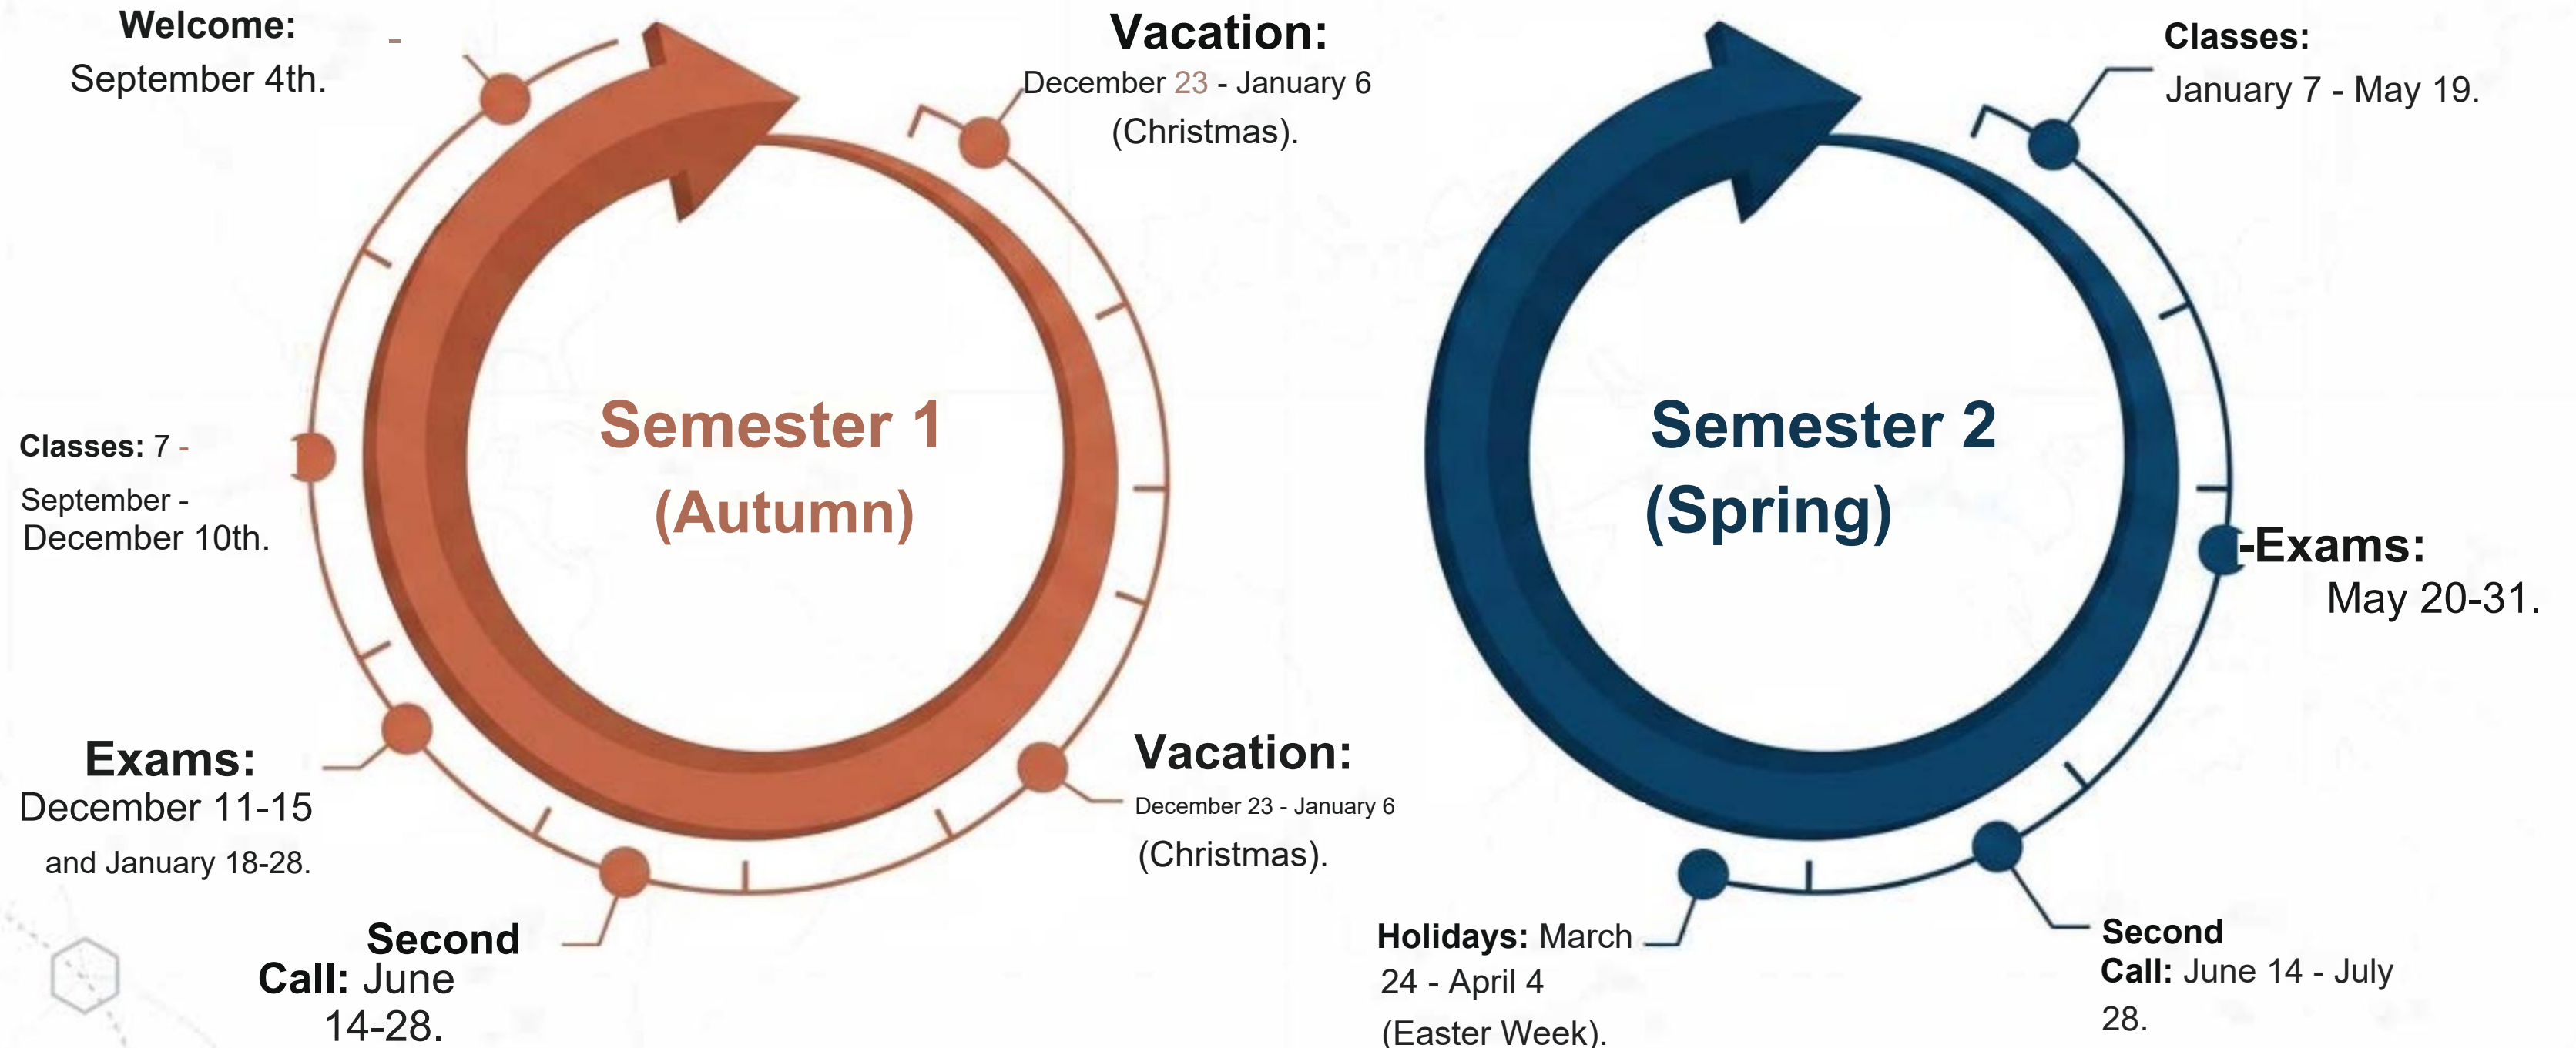 Welcome:
September 4th.
-
Classes: 7 -
September -
December 10th.
Exams:
December 11-15
and January 18-28.
Second
Call: June
14-28.
Semester 1
(Autumn)
Vacation:
December 23 - January 6
(Christmas).
Vacation:
December 23 - January 6
(Christmas).
Semester 2
(Spring)
Classes:
January 7 - May 19.
-Exams:
May 20-31.
Second
Call: June 14 - July
28.
Holidays: March
24 - April 4
(Easter Week).